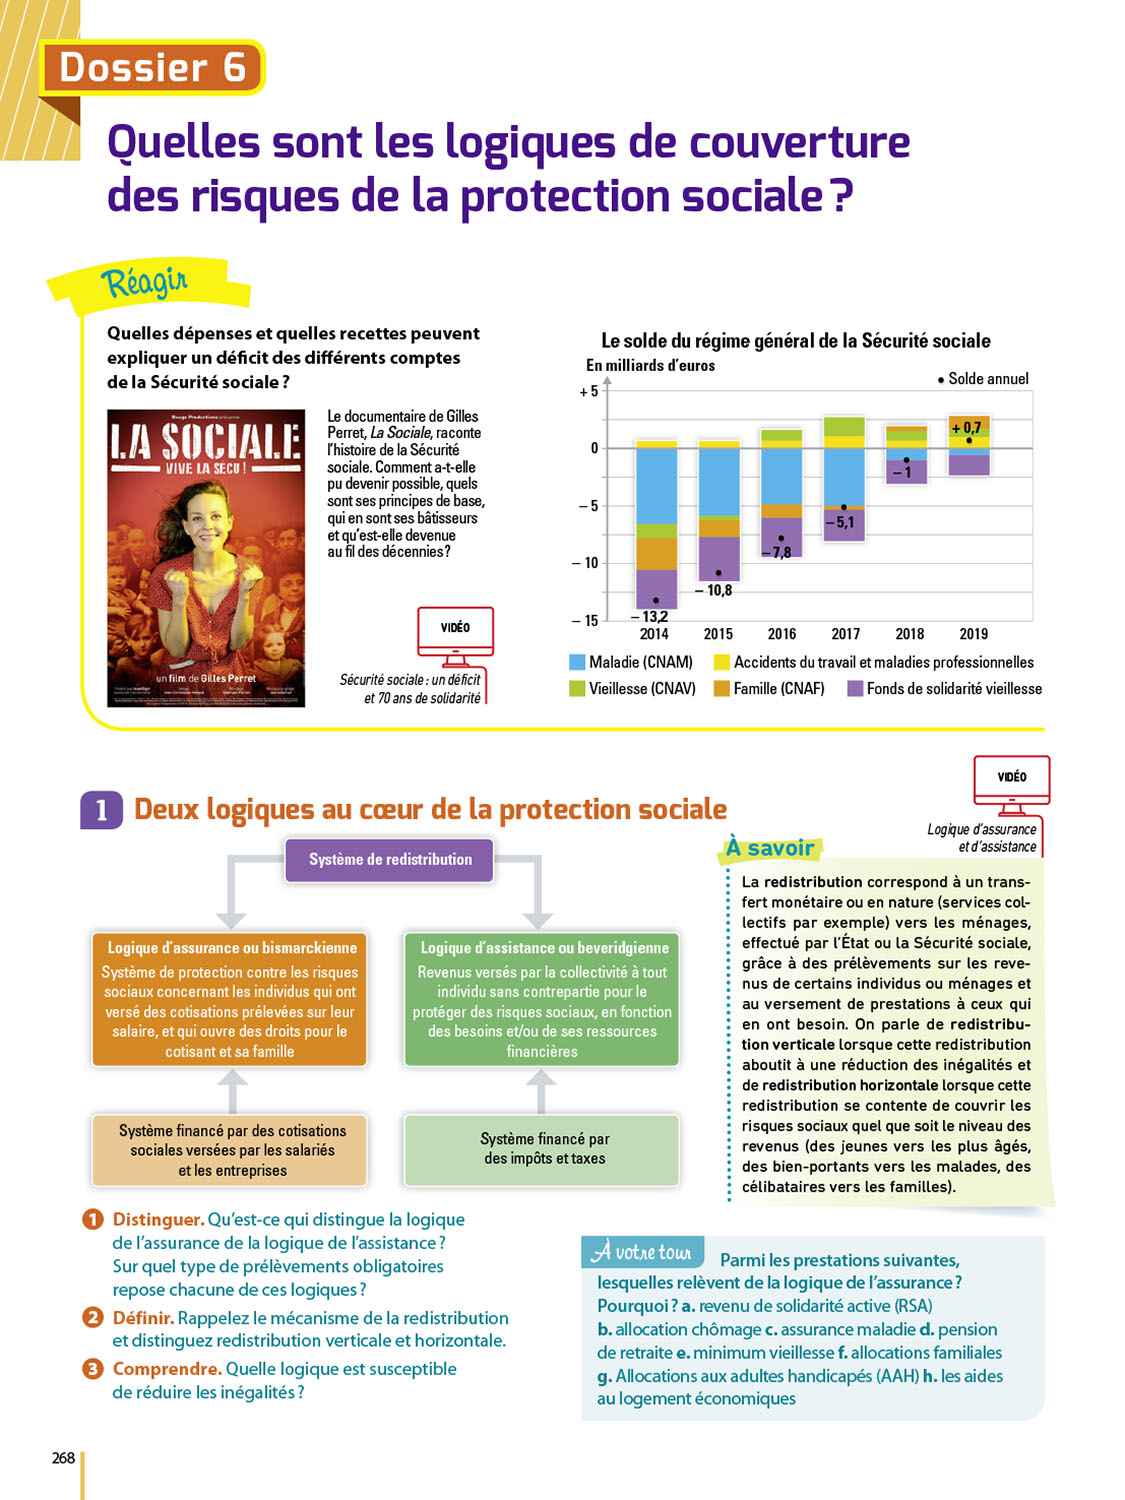 Dossier 6
Quelles sont les logiques de couverture
des risques de la protection sociale ?
Réagir
Quelles dépenses et quelles recettes peuvent
expliquer un déficit des différents comptes
de la Sécurité sociale ?
Rouge Productions présente
LA SOCIALE
VIVE LA SÉCU !
un film de Gilles Perret
Le documentaire de Gilles
Perret, La Sociale, raconte
l'histoire de la Sécurité
sociale. Comment a-t-elle
pu devenir possible, quels
sont ses principes de base,
qui en sont ses bâtisseurs
et qu'est-elle devenue
au fil des décennies ?
VIDÉO
Sécurité sociale : un déficit
et 70 ans de solidarité
Le solde du régime général de la Sécurité sociale
En milliards d'euros
• Solde annuel
+ 5
0
– 5
– 10
– 15
– 13,2
– 10,8
– 7,8
– 5,1
– 1
+ 0,7
2014 2015 2016 2017 2018 2019
Maladie (CNAM) Accidents du travail et maladies professionnelles
Vieillesse (CNAV) Famille (CNAF) Fonds de solidarité vieillesse
1 Deux logiques au cœur de la protection sociale
VIDÉO
Logique d'assurance
et d'assistance
Système de redistribution
Logique d'assurance ou bismarckienne
Système de protection contre les risques
sociaux concernant les individus qui ont
versé des cotisations prélevées sur leur
salaire, et qui ouvre des droits pour le
cotisant et sa famille
Logique d'assistance ou beveridgienne
Revenus versés par la collectivité à tout
individu sans contrepartie pour le
protéger des risques sociaux, en fonction
des besoins et/ou de ses ressources
financières
Système financé par des cotisations
sociales versées par les salariés
et les entreprises
Système financé par
des impôts et taxes
À savoir
La redistribution correspond à un trans-
fert monétaire ou en nature (services col-
lectifs par exemple) vers les ménages,
effectué par l'État ou la Sécurité sociale,
grâce à des prélèvements sur les reve-
nus de certains individus ou ménages et
au versement de prestations à ceux qui
en ont besoin. On parle de redistribu-
tion verticale lorsque cette redistribution
aboutit à une réduction des inégalités et
de redistribution horizontale lorsque cette
redistribution se contente de couvrir les
risques sociaux quel que soit le niveau des
revenus (des jeunes vers les plus âgés,
des bien-portants vers les malades, des
célibataires vers les familles).
1 Distinguer. Qu'est-ce qui distingue la logique
de l'assurance de la logique de l'assistance ?
Sur quel type de prélèvements obligatoires
repose chacune de ces logiques ?
2 Définir. Rappelez le mécanisme de la redistribution
et distinguez redistribution verticale et horizontale.
3 Comprendre. Quelle logique est susceptible
de réduire les inégalités ?
À votre tour Parmi les prestations suivantes,
lesquelles relèvent de la logique de l'assurance ?
Pourquoi ? a. revenu de solidarité active (RSA)
b. allocation chômage c. assurance maladie d. pension
de retraite e. minimum vieillesse f. allocations familiales
g. Allocations aux adultes handicapés (AAH) h. les aides
au logement économiques
268